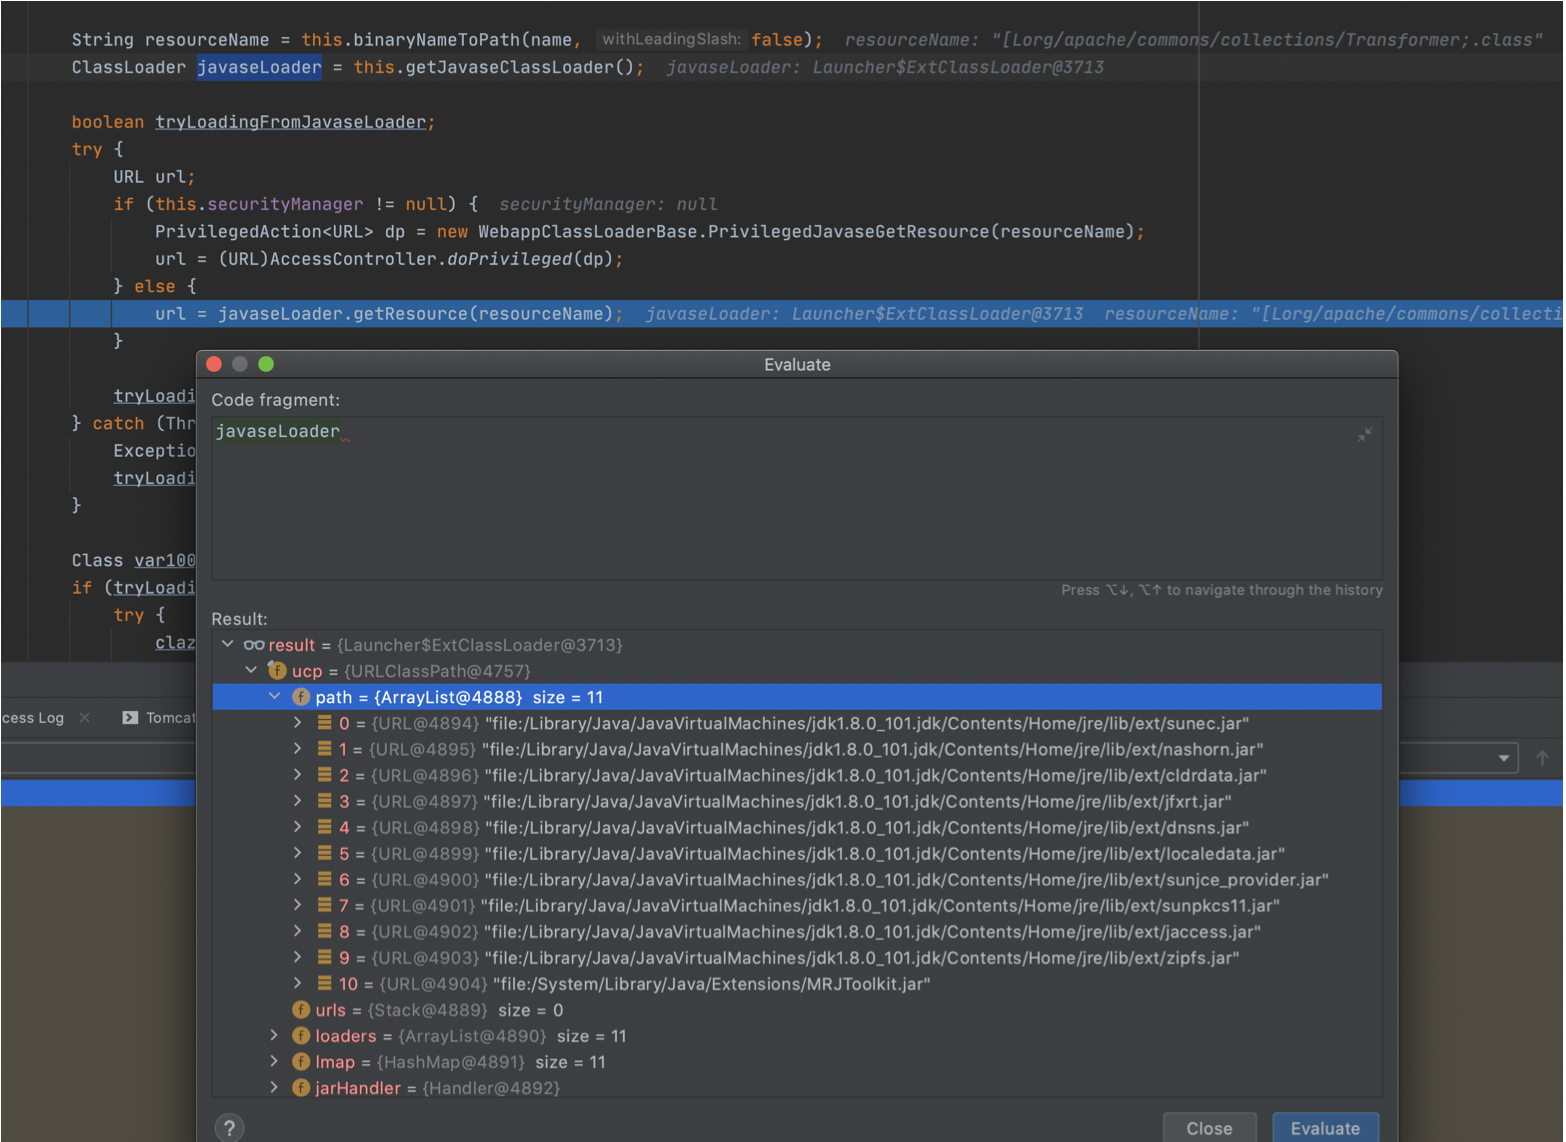 String resourceName = this.binaryNameToPath(name, withLeadingSlash: false); resourceName: "[Lorg/apache/commons/collections/Transformer;.class"
ClassLoader javaseLoader = this.getJavaseClassLoader(); javaseLoader: Launcher$ExtClassLoader@3713
boolean tryLoadingFromJavaseLoader;
try {
URL url;
if (this.securityManager != null) { securityManager: null
PrivilegedAction<URL> dp = new WebappClassLoaderBase.PrivilegedJavaseGetResource(resourceName);
url = (URL)AccessController.doPrivileged(dp);
} else {
url = javaseLoader.getResource(resourceName); javaseLoader: Launcher$ExtClassLoader@3713 resourceName: "[Lorg/apache/commons/collecti
}
tryLoadi
} catch (Thr
Exceptio
tryLoadi
}
Class var100
if (tryLoadi
try {
claz
cess Log
Tomcat
Evaluate
Code fragment:
javaseLoader
Press ⌥↓, ⌥↑ to navigate through the history
Result:
result = {Launcher$ExtClassLoader@3713}
f ucp = {URLClassPath@4757}
f path = {ArrayList@4888} size = 11
0 = {URL@4894} "file:/Library/Java/JavaVirtualMachines/jdk1.8.0_101.jdk/Contents/Home/jre/lib/ext/sunec.jar"
1 = {URL@4895} "file:/Library/Java/JavaVirtualMachines/jdk1.8.0_101.jdk/Contents/Home/jre/lib/ext/nashorn.jar"
2 = {URL@4896} "file:/Library/Java/JavaVirtualMachines/jdk1.8.0_101.jdk/Contents/Home/jre/lib/ext/cldrdata.jar"
3 = {URL@4897} "file:/Library/Java/JavaVirtualMachines/jdk1.8.0_101.jdk/Contents/Home/jre/lib/ext/jfxrt.jar"
4 = {URL@4898} "file:/Library/Java/JavaVirtualMachines/jdk1.8.0_101.jdk/Contents/Home/jre/lib/ext/dnsns.jar"
5 = {URL@4899} "file:/Library/Java/JavaVirtualMachines/jdk1.8.0_101.jdk/Contents/Home/jre/lib/ext/localedata.jar"
6 = {URL@4900} "file:/Library/Java/JavaVirtualMachines/jdk1.8.0_101.jdk/Contents/Home/jre/lib/ext/sunjce_provider.jar"
7 = {URL@4901} "file:/Library/Java/JavaVirtualMachines/jdk1.8.0_101.jdk/Contents/Home/jre/lib/ext/sunpkcs11.jar"
8 = {URL@4902} "file:/Library/Java/JavaVirtualMachines/jdk1.8.0_101.jdk/Contents/Home/jre/lib/ext/jaccess.jar"
9 = {URL@4903} "file:/Library/Java/JavaVirtualMachines/jdk1.8.0_101.jdk/Contents/Home/jre/lib/ext/zipfs.jar"
10 = {URL@4904} "file:/System/Library/Java/Extensions/MRJToolkit.jar"
f urls = {Stack@4889} size = 0
f loaders = {ArrayList@4890} size = 11
f lmap = {HashMap@4891} size = 11
f jarHandler = {Handler@4892}
?
Close
Evaluate